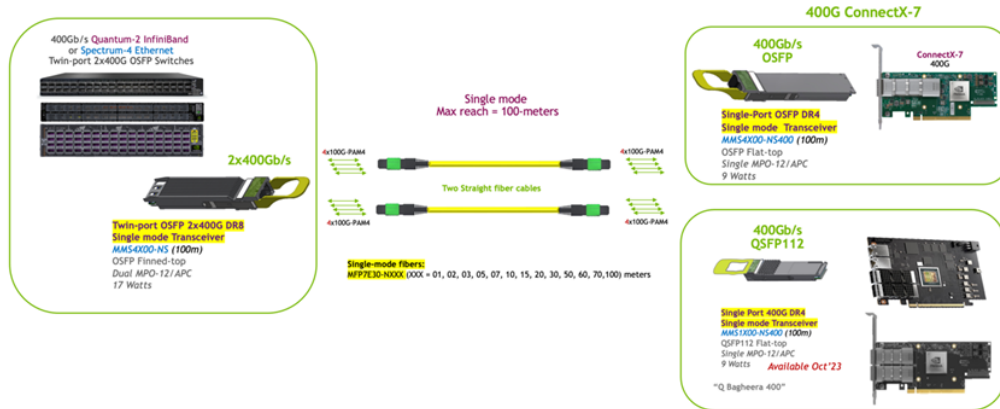 400Gb/s Quantum-2 InfiniBand
or Spectrum-4 Ethernet
Twin-port 2x400G OSFP Switches
2x400Gb/s
Twin-port OSFP 2x400G DR8
Single mode Transceiver
MMS4X00-NS (100m)
OSFP Finned-top
Dual MPO-12/APC
17 Watts
Single mode
Max reach = 100-meters
4x100G-PAM4
4x100G-PAM4
Two Straight fiber cables
4x100G-PAM4
4x100G-PAM4
Single-mode fibers:
MFP7E30-NXXX (XXX = 01, 02, 03, 05, 07, 10, 15, 20, 30, 50, 60, 70,100) meters
400G ConnectX-7
400Gb/s
OSFP
ConnectX-7
400G
Single-Port OSFP DR4
Single mode Transceiver
MMS4X00-NS400 (100m)
OSFP Flat-top
Single MPO-12/APC
9 Watts
400Gb/s
QSFP112
Single Port 400G DR4
Single mode Transceiver
MMS1X00-NS400 (100m)
QSFP112 Flat-top
Single MPO-12/APC
9 Watts Available Oct'23
"Q Bagheera 400"